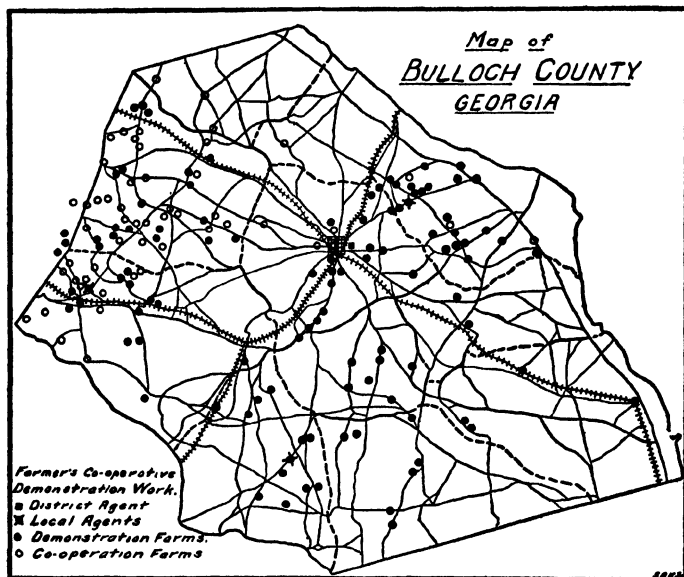 Map of
BULLOCH COUNTY
GEORGIA
Farmer's Co-operative
Demonstration Work.
District Agent
Local Agents
Demonstration Farms.
Co-operation Farms